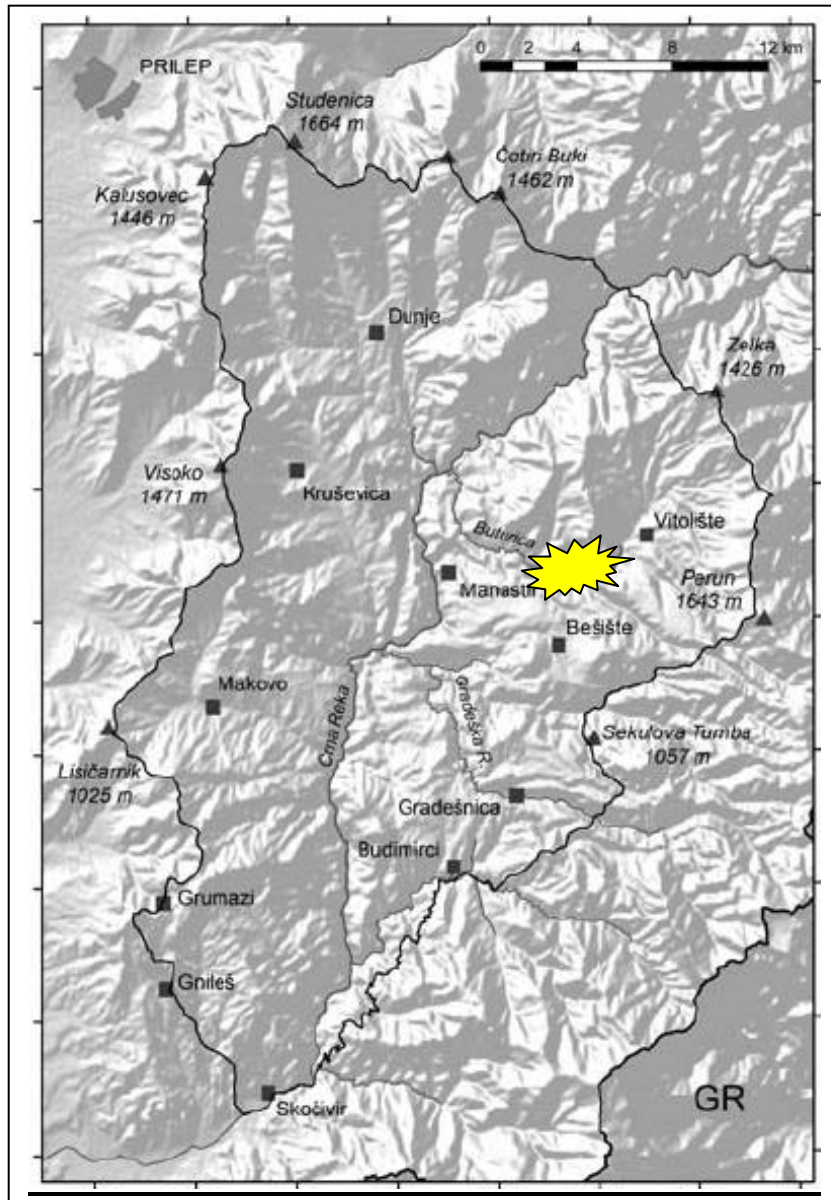 0 2 4 8 12 km
PRILEP
Studenica
1664 m
Čotiri Buki
1462 m
Kalusovec
1446 m
Dunje
Zelka
1426 m
Visoko
1471 m
Kruševica
Vitolište
Buturica
Manastir
Perun
1643 m
Bešište
Makovo
Crna Reka
Gradeška R.
Sekulova Tumba
1057 m
Lisičarnik
1025 m
Gradešnica
Budimirci
Grumazi
Gnileš
GR
Skočivir